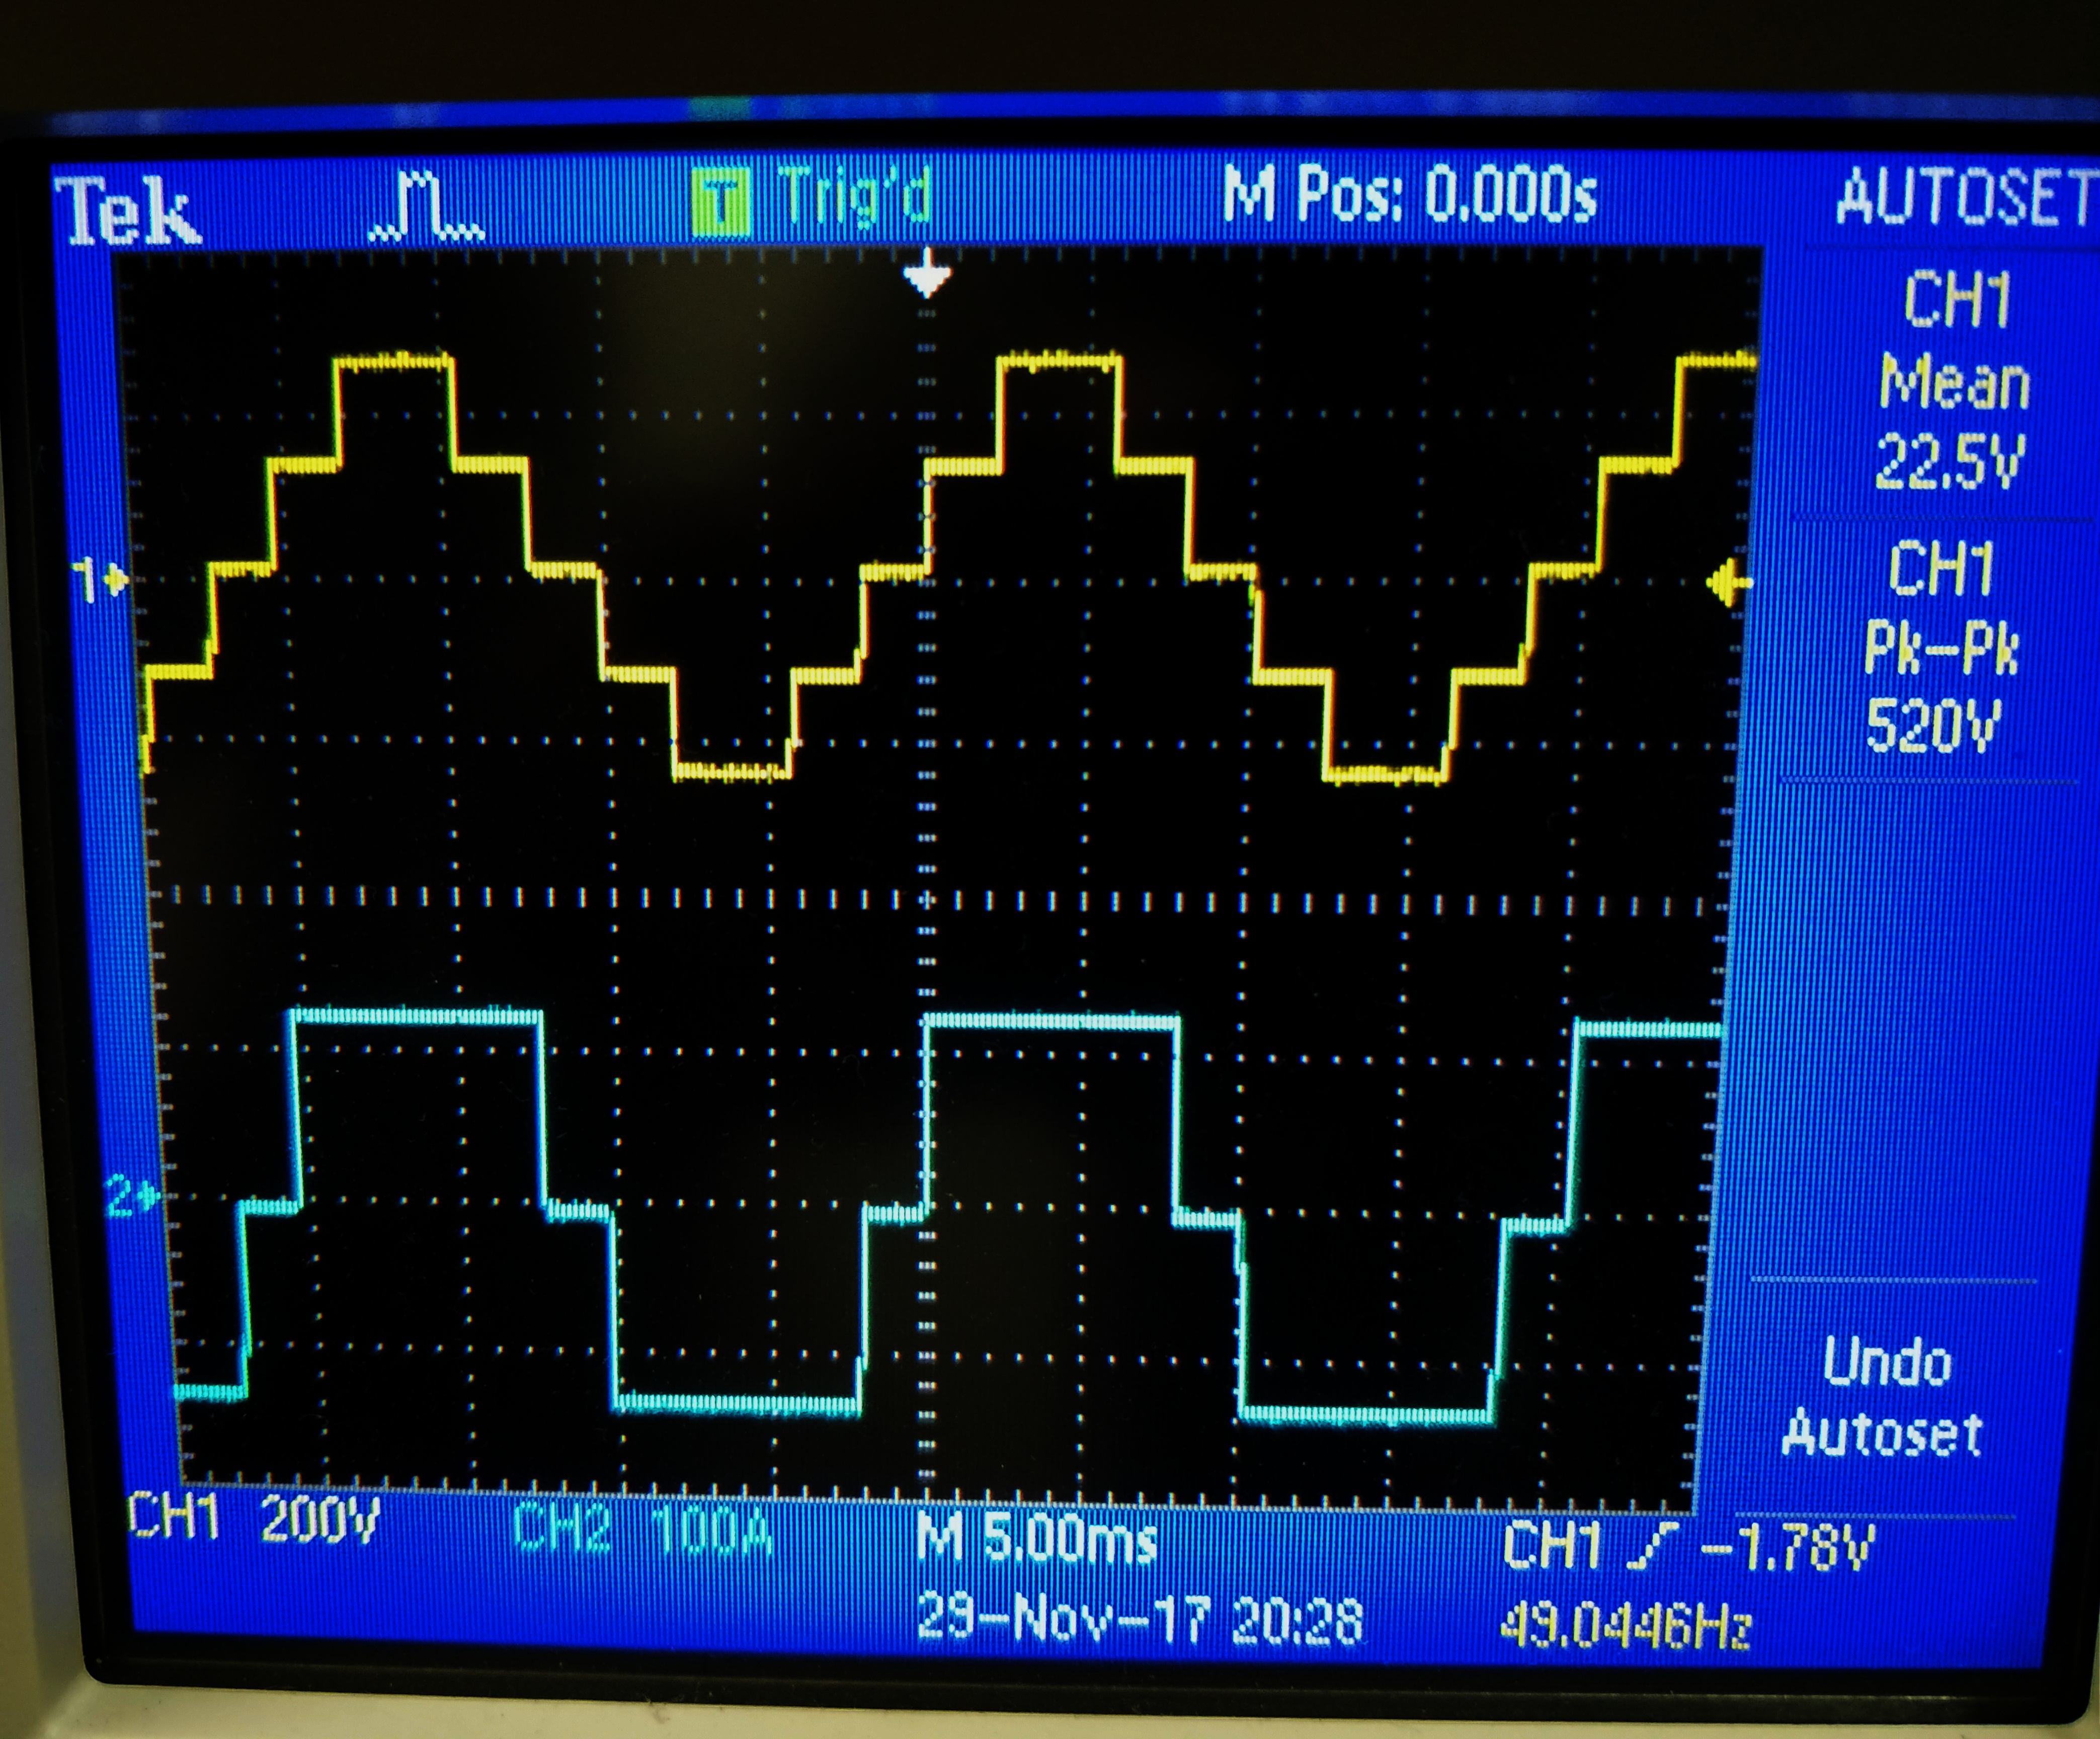 Tek T Trig'd M Pos: 0.000s AUTOSET
CH1
Mean
22.5V
CH1
Pk-Pk
520V
1
2
Undo
Autoset
CH1 200V CH2 100A M 5.00ms CH1 -1.78V
29-Nov-17 20:28 49.0446Hz